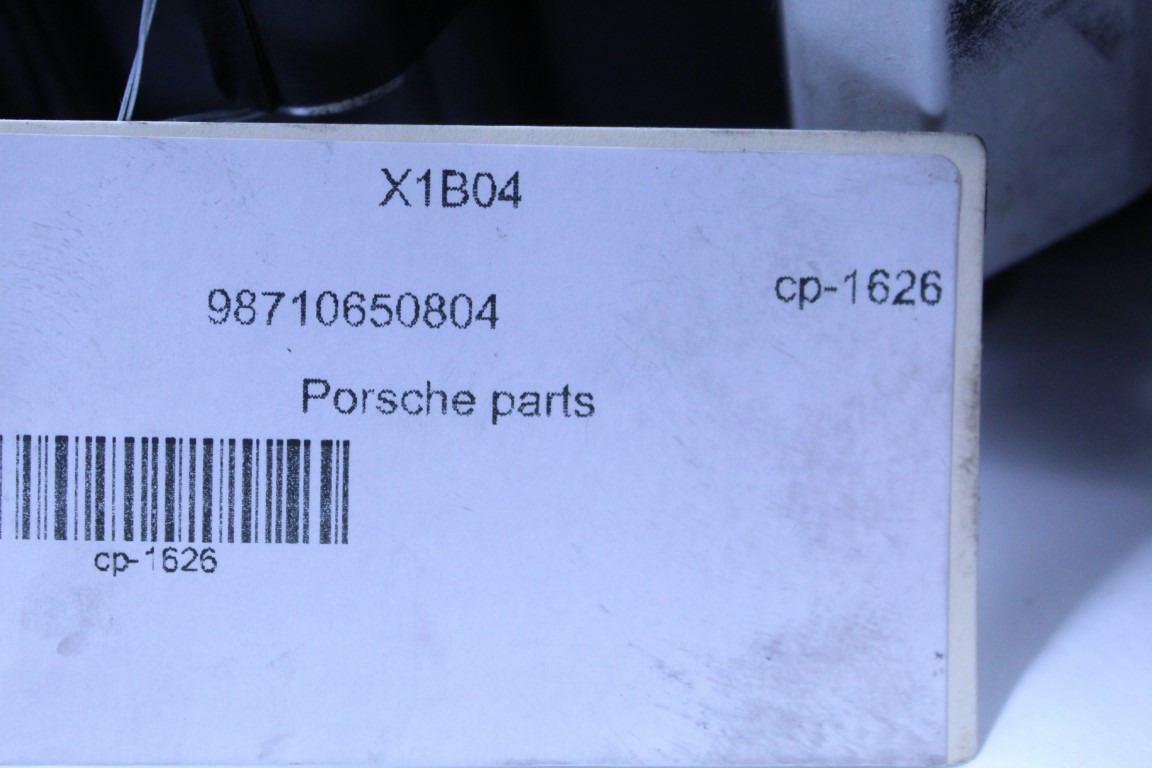 X1B04
cp-1626
98710650804
Porsche parts
cp-1626